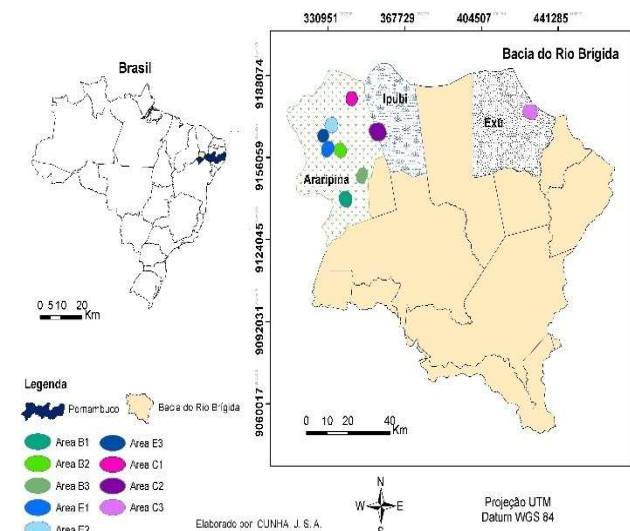 330951 367729 404507 441285
Brasil
Bacia do Rio Brígida
9188074
Ipubi
Exú
9156059
Araripina
9124045
0 5 10 20
Km
9092031
Legenda
Pernambuco Bacia do Rio Brígida
9060017
Area B1 Area E3
Area B2 Area C1
Area B3 Area C2
Area E1 Area C3
Area E2
0 10 20 40
Km
N
W E
S
Projeção UTM
Datum WGS 84
Elaborado por CUNHA J. S. A.